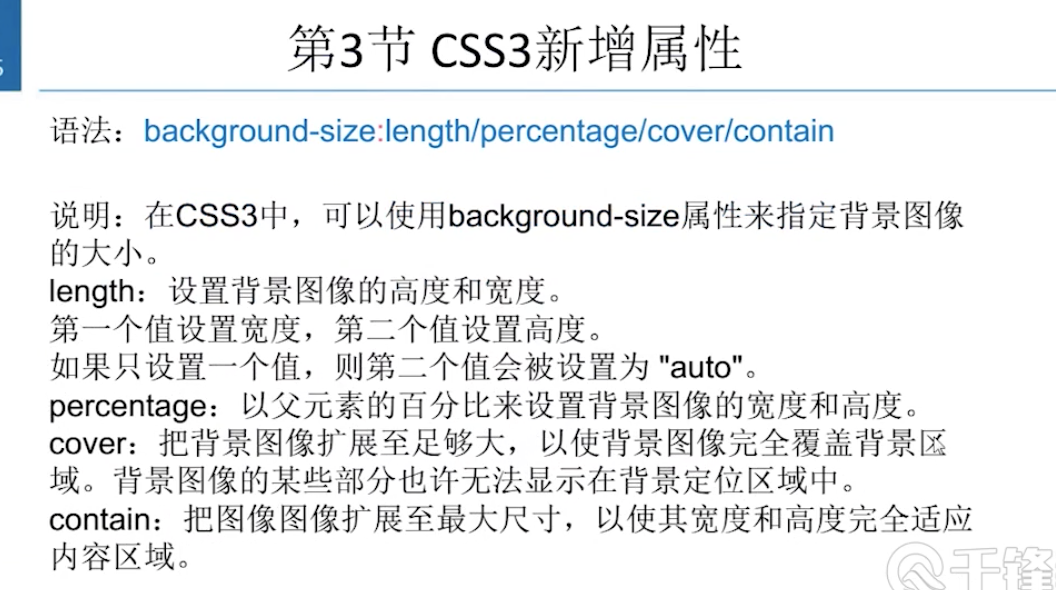 第3节 CSS3新增属性
语法：background-size:length/percentage/cover/contain
说明：在CSS3中，可以使用background-size属性来指定背景图像
的大小。
length：设置背景图像的高度和宽度。
第一个值设置宽度，第二个值设置高度。
如果只设置一个值，则第二个值会被设置为 "auto"。
percentage：以父元素的百分比来设置背景图像的宽度和高度。
cover：把背景图像扩展至足够大，以使背景图像完全覆盖背景区
域。背景图像的某些部分也许无法显示在背景定位区域中。
contain：把图像图像扩展至最大尺寸，以使其宽度和高度完全适应
内容区域。
千锋